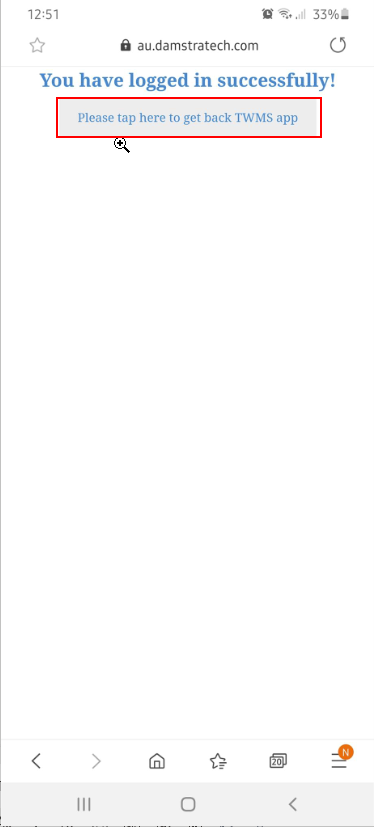 12:51
33%
au.damstratech.com
You have logged in successfully!
Please tap here to get back TWMS app
20
N